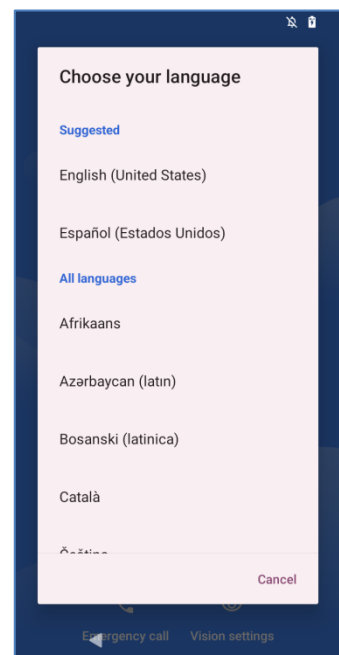 Choose your language
Suggested
English (United States)
Español (Estados Unidos)
All languages
Afrikaans
Azərbaycan (latın)
Bosanski (latinica)
Català
Cancel
Emergency call
Vision settings